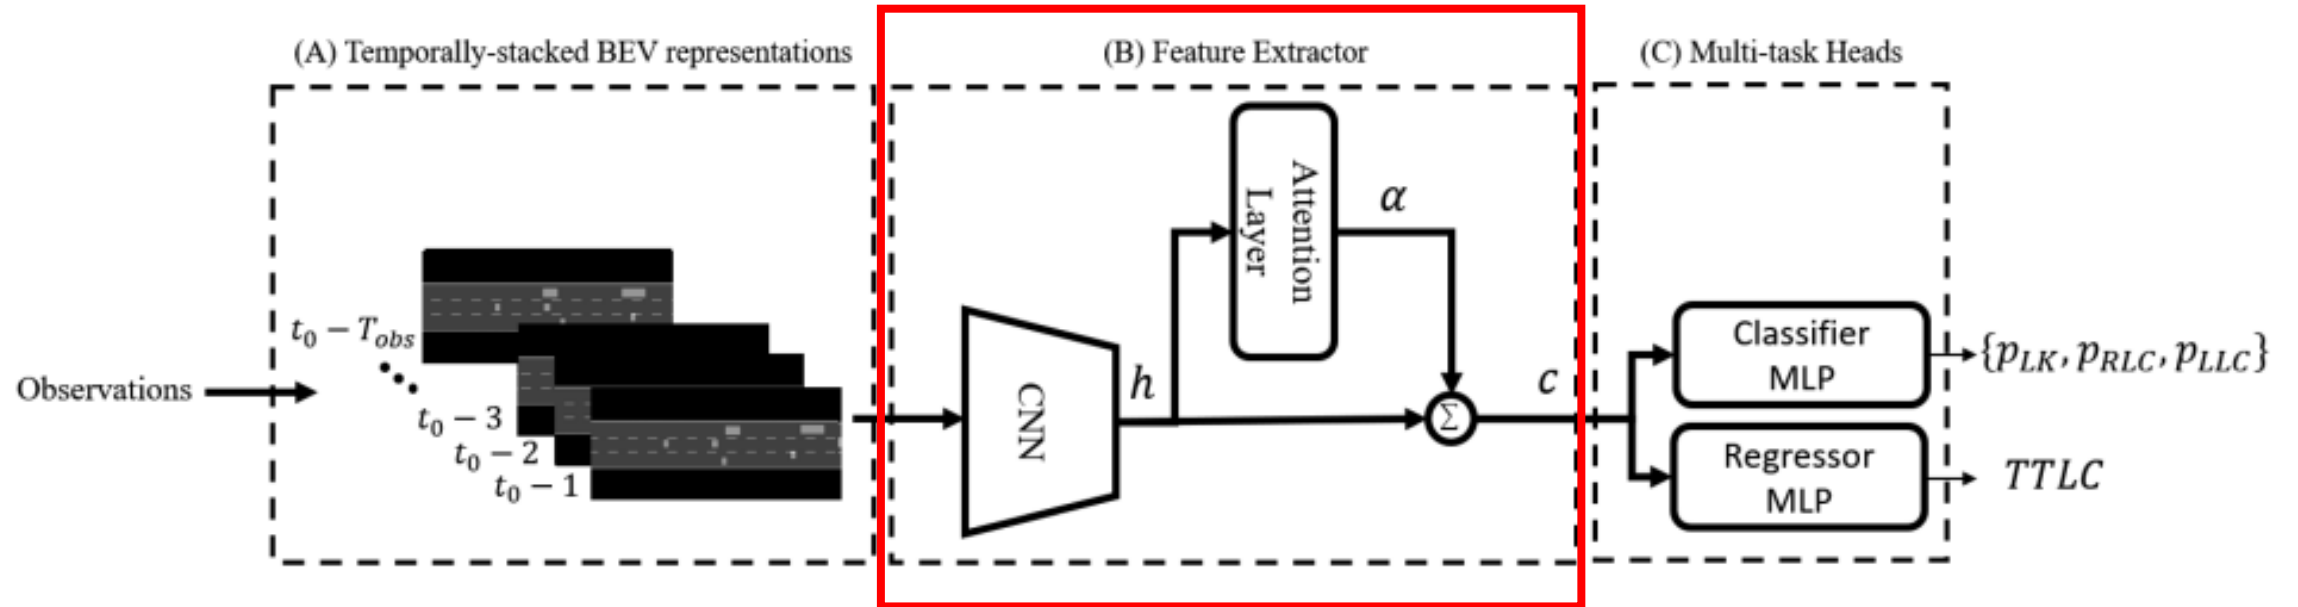 (A) Temporally-stacked BEV representations
(B) Feature Extractor
(C) Multi-task Heads
Observations
t₀ − T_obs
t₀ − 3
t₀ − 2
t₀ − 1
CNN
h
Attention
Layer
α
Σ
c
Classifier
MLP
{p_LK, p_RLC, p_LLC}
Regressor
MLP
TTLC